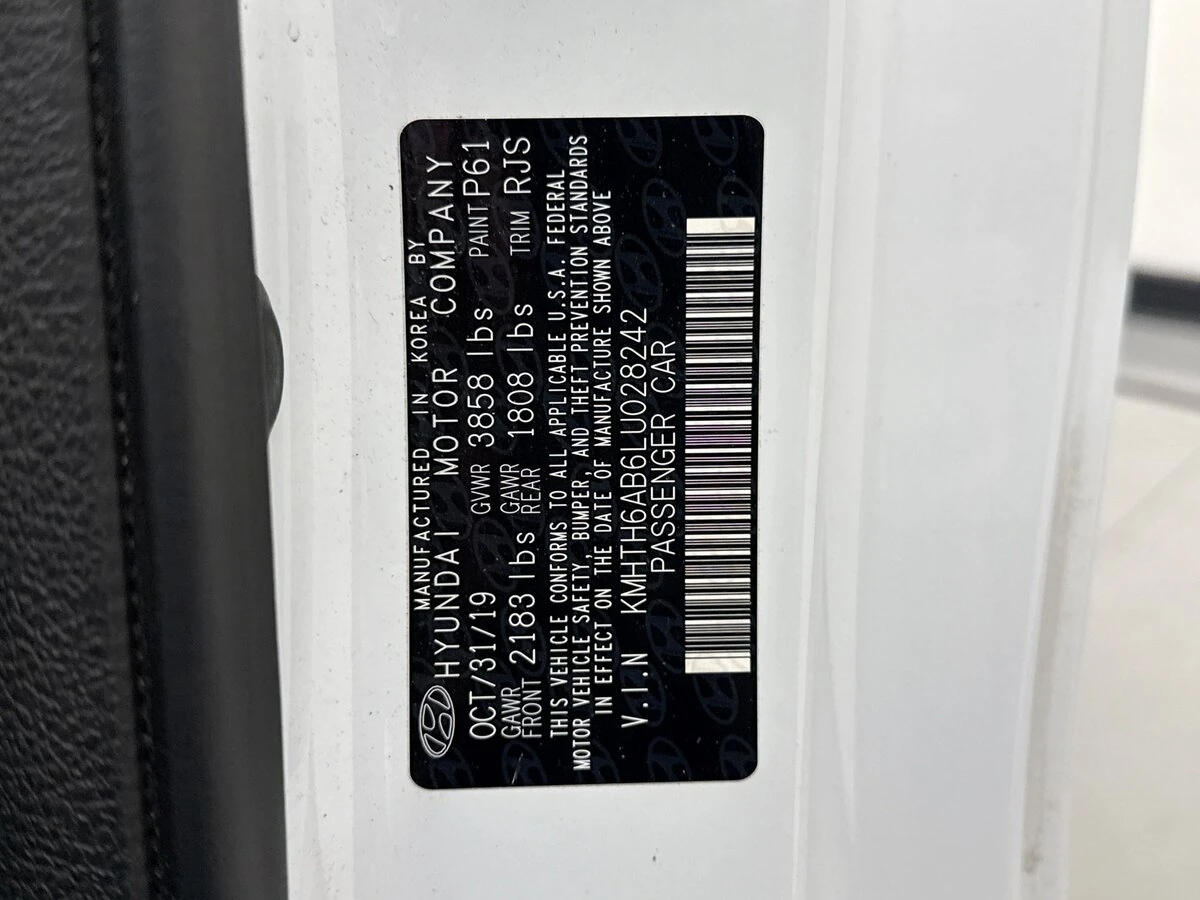 MANUFACTURED IN KOREA BY
HYUNDAI MOTOR COMPANY
OCT/31/19 GVWR 3858 lbs PAINT P61
GAWR FRONT 2183 lbs GAWR REAR 1808 lbs TRIM RJS
THIS VEHICLE CONFORMS TO ALL APPLICABLE U.S.A. FEDERAL
MOTOR VEHICLE SAFETY, BUMPER, AND THEFT PREVENTION STANDARDS
IN EFFECT ON THE DATE OF MANUFACTURE SHOWN ABOVE
V.I.N KMHTH6AB6LU028242
PASSENGER CAR